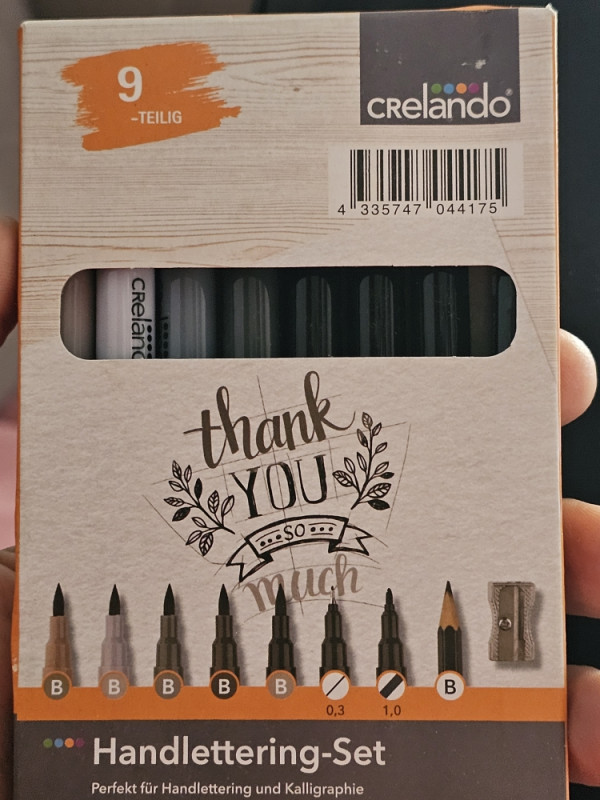 9
-TEILIG
crelando®
4 335747 044175
crelando
thank
YOU
SO
much
B B B B B B
0,3 1,0
Handlettering-Set
Perfekt für Handlettering und Kalligraphie